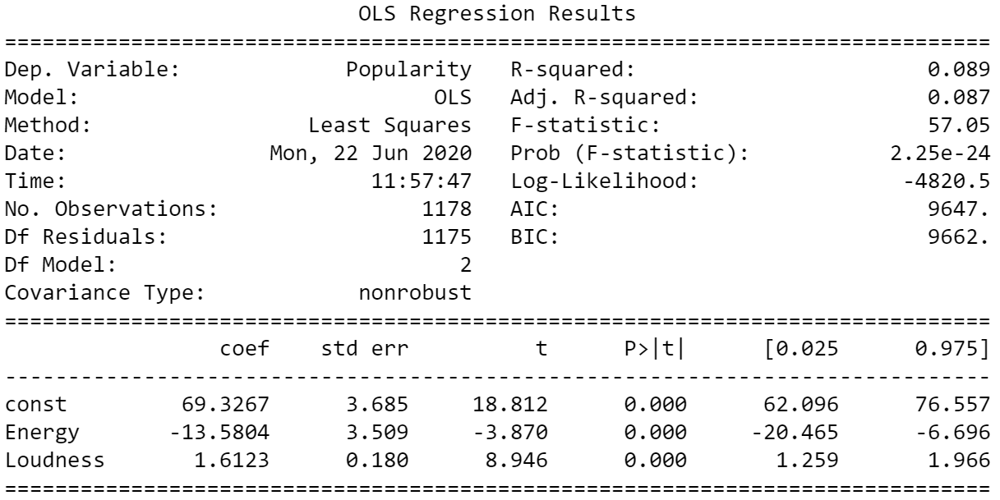 OLS Regression Results
==============================================================================
Dep. Variable:             Popularity   R-squared:                       0.089
Model:                            OLS   Adj. R-squared:                  0.087
Method:                 Least Squares   F-statistic:                     57.05
Date:                Mon, 22 Jun 2020   Prob (F-statistic):           2.25e-24
Time:                        11:57:47   Log-Likelihood:                -4820.5
No. Observations:                1178   AIC:                             9647.
Df Residuals:                    1175   BIC:                             9662.
Df Model:                           2
Covariance Type:            nonrobust
==============================================================================
                 coef    std err          t      P>|t|      [0.025      0.975]
------------------------------------------------------------------------------
const         69.3267      3.685     18.812      0.000      62.096      76.557
Energy       -13.5804      3.509     -3.870      0.000     -20.465      -6.696
Loudness       1.6123      0.180      8.946      0.000       1.259       1.966
==============================================================================